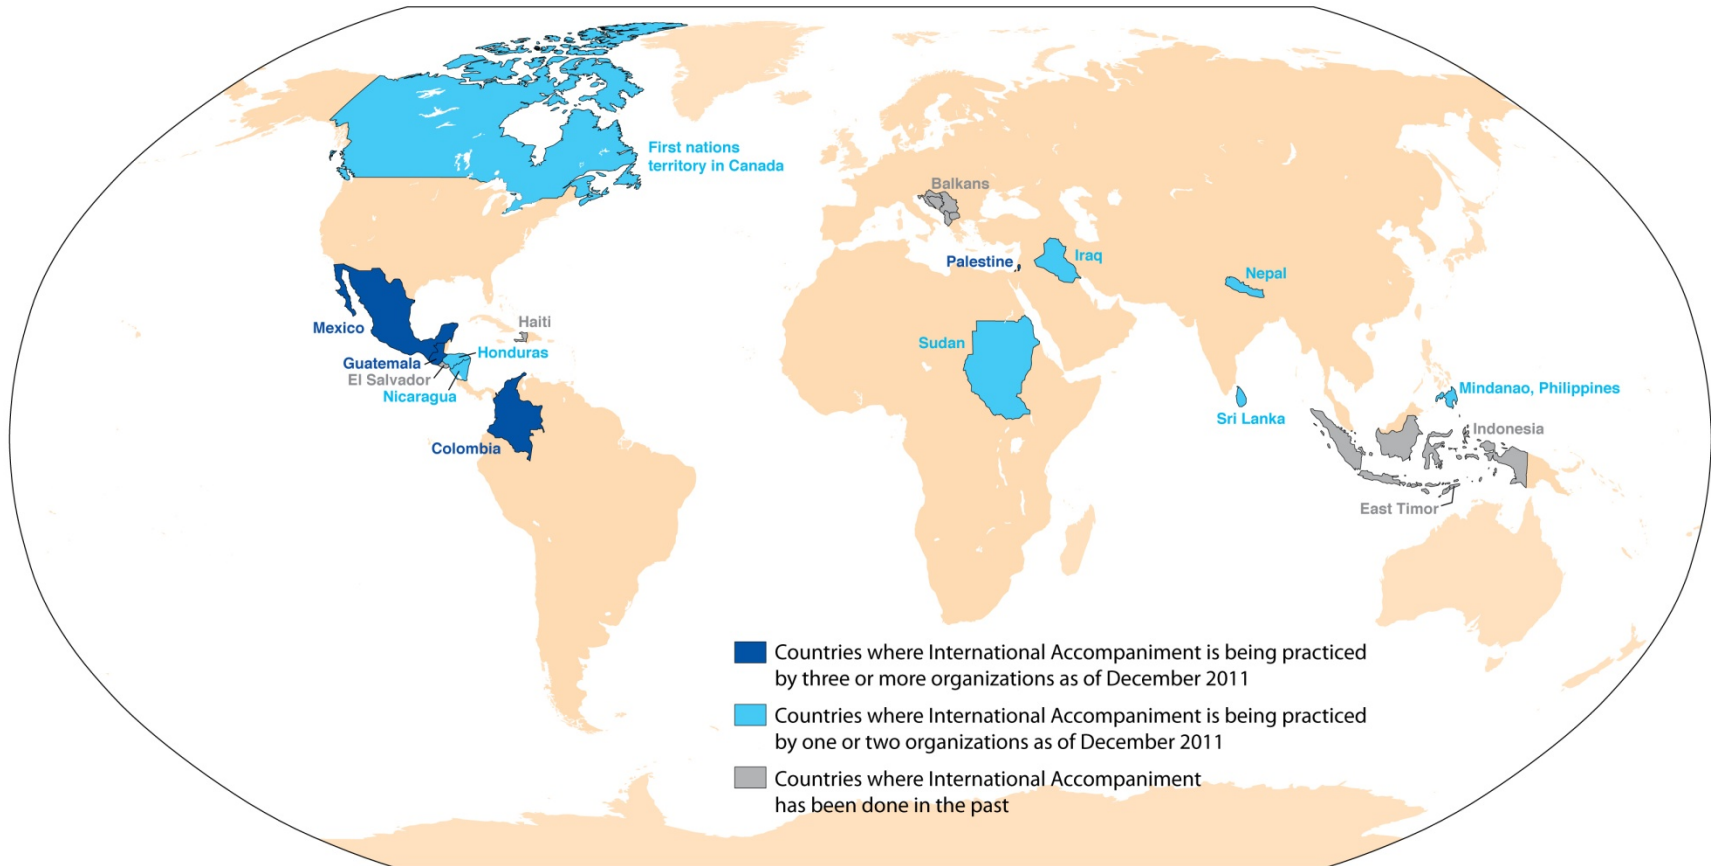 First nations
territory in Canada
Balkans
Palestine
Iraq
Nepal
Mexico
Haiti
Guatemala
Honduras
El Salvador
Nicaragua
Sudan
Colombia
Sri Lanka
Mindanao, Philippines
Indonesia
East Timor
Countries where International Accompaniment is being practiced
by three or more organizations as of December 2011
Countries where International Accompaniment is being practiced
by one or two organizations as of December 2011
Countries where International Accompaniment
has been done in the past